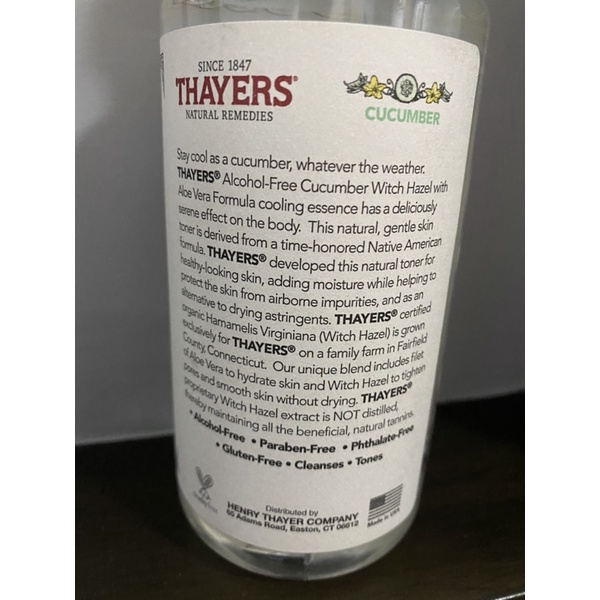 SINCE 1847
THAYERS®
NATURAL REMEDIES
CUCUMBER
Stay cool as a cucumber, whatever the weather.
THAYERS® Alcohol-Free Cucumber Witch Hazel with
Aloe Vera Formula cooling essence has a deliciously
serene effect on the body. This natural, gentle skin
toner is derived from a time-honored Native American
formula. THAYERS® developed this natural toner for
healthy-looking skin, adding moisture while helping to
protect the skin from airborne impurities, and as an
alternative to drying astringents. THAYERS® certified
organic Hamamelis Virginiana (Witch Hazel) is grown
exclusively for THAYERS® on a family farm in Fairfield
County, Connecticut. Our unique blend includes filet
of Aloe Vera to hydrate skin and Witch Hazel to tighten
pores and smooth skin without drying. THAYERS®
proprietary Witch Hazel extract is NOT distilled,
thereby maintaining all the beneficial, natural tannins.
• Alcohol-Free • Paraben-Free • Phthalate-Free
• Gluten-Free • Cleanses • Tones
Distributed by
HENRY THAYER COMPANY
65 Adams Road, Easton, CT 06612
Made in USA